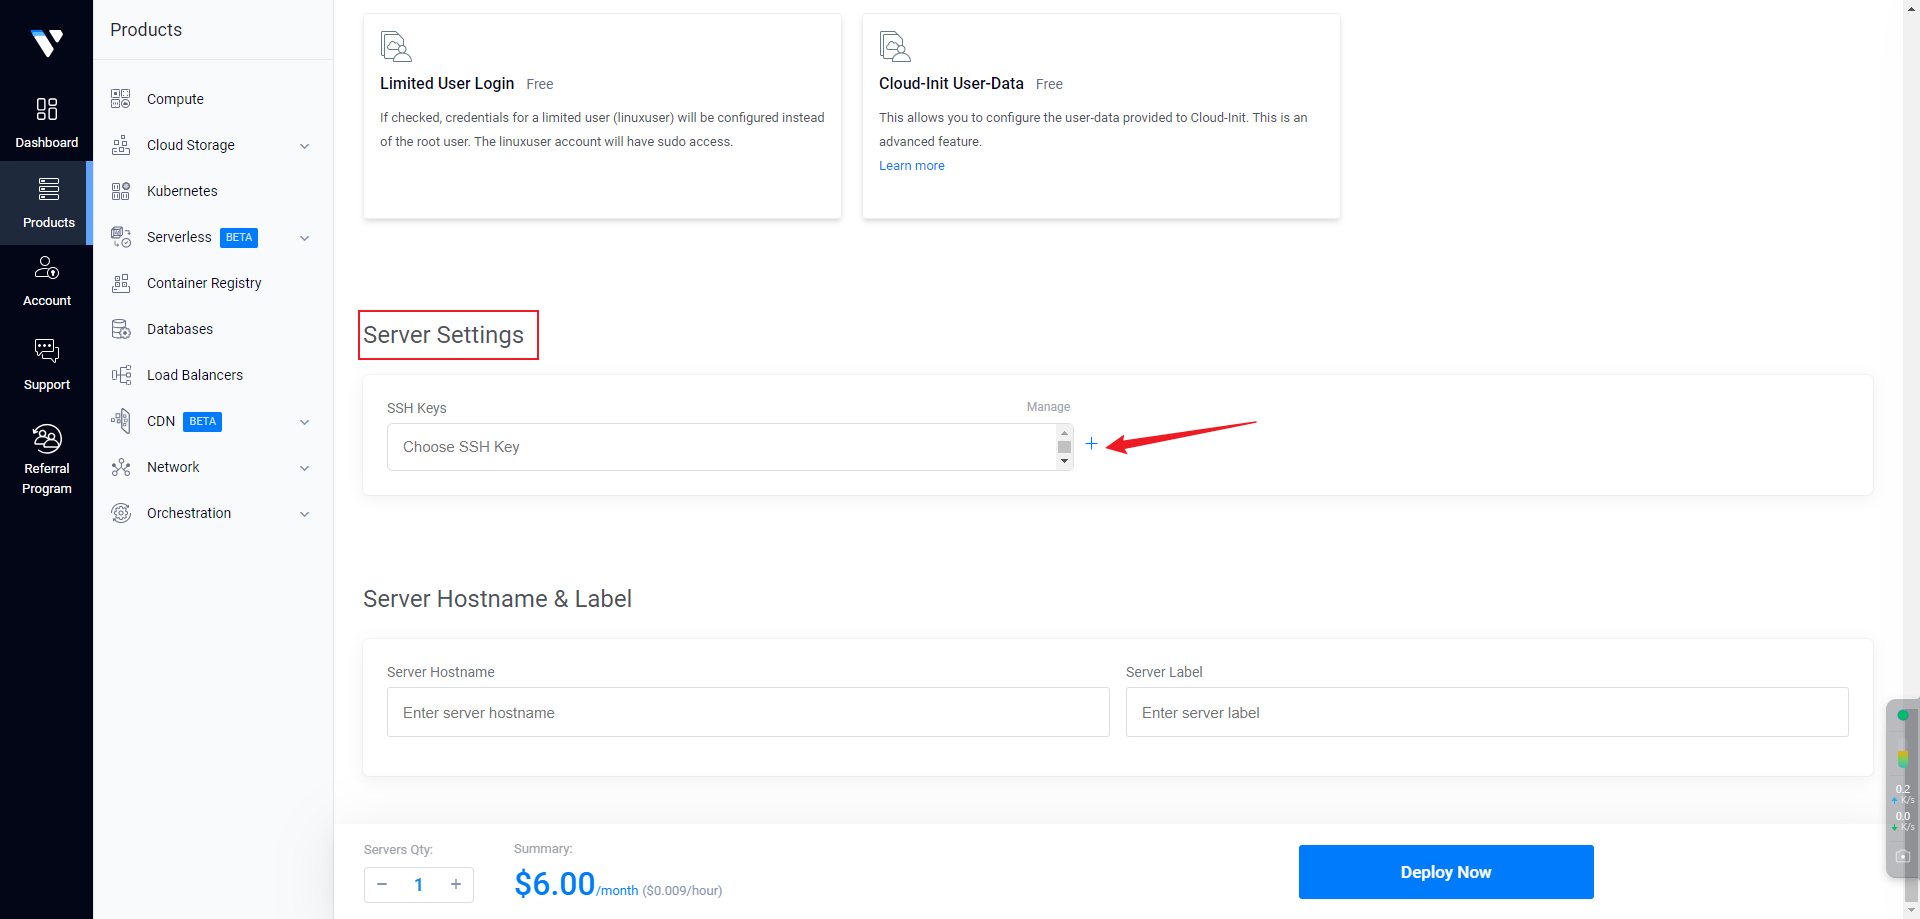 Products
Dashboard
Products
Account
Support
Referral
Program
Compute
Cloud Storage
Kubernetes
Serverless BETA
Container Registry
Databases
Load Balancers
CDN BETA
Network
Orchestration
Limited User Login Free
If checked, credentials for a limited user (linuxuser) will be configured instead
of the root user. The linuxuser account will have sudo access.
Cloud-Init User-Data Free
This allows you to configure the user-data provided to Cloud-Init. This is an
advanced feature.
Learn more
Server Settings
SSH Keys
Manage
Choose SSH Key
+
Server Hostname & Label
Server Hostname
Enter server hostname
Server Label
Enter server label
Servers Qty:
− 1 +
Summary:
$6.00/month ($0.009/hour)
Deploy Now
0.2
K/s
0.0
K/s